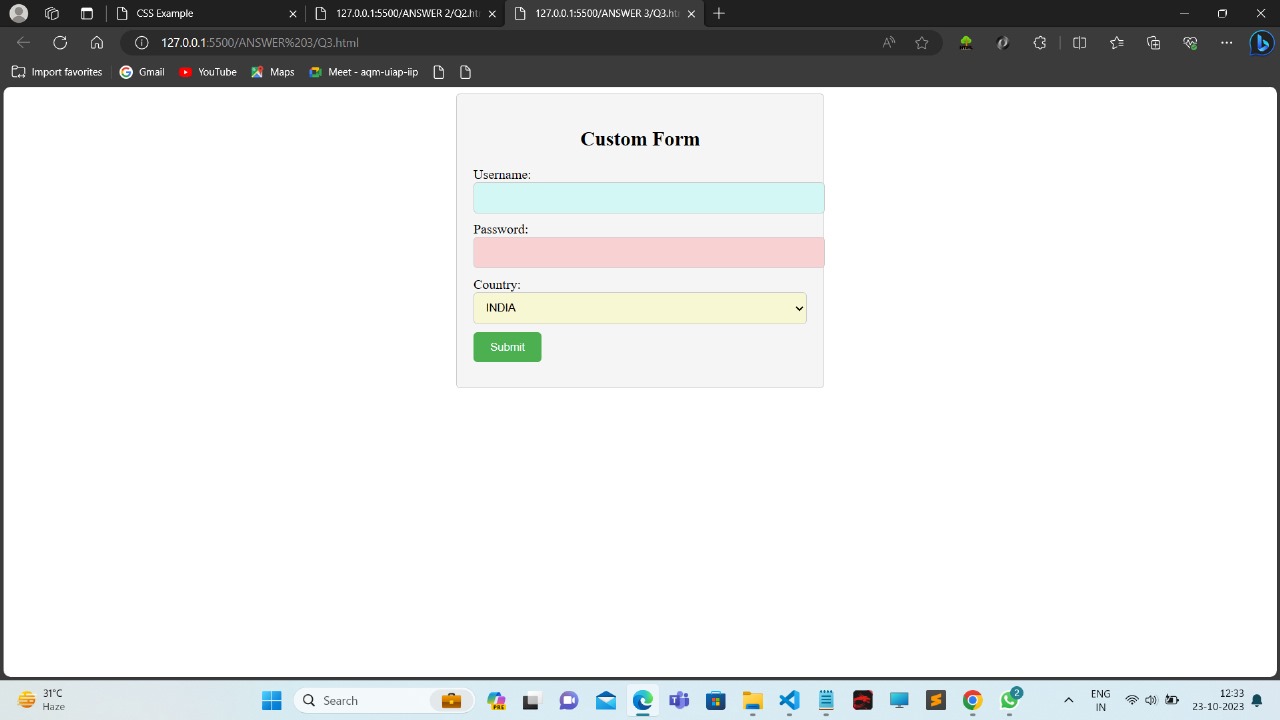 CSS Example
127.0.0.1:5500/ANSWER 2/Q2.ht
127.0.0.1:5500/ANSWER 3/Q3.ht
127.0.0.1:5500/ANSWER%203/Q3.html
Import favorites Gmail YouTube Maps Meet - aqm-uiap-iip
Custom Form
Username:
Password:
Country:
INDIA
Submit
31°C
Haze
Search
PRE
2
ENG
IN
12:33
23-10-2023